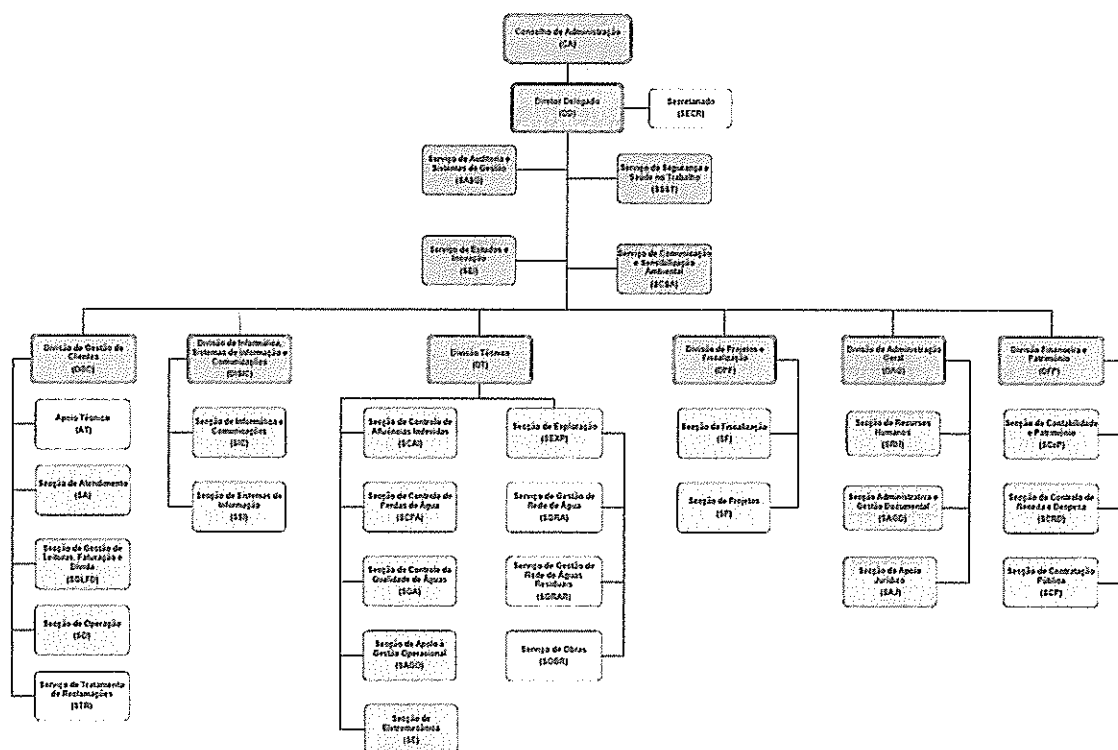 Conselho de Administração
(CA)
Diretor Delegado
(DD)
Secretariado
(SECR)
Serviço de Auditoria e
Sistemas de Gestão
(SASG)
Serviço de Segurança e
Saúde no Trabalho
(SSST)
Serviço de Estudos e
Inovação
(SEI)
Serviço de Comunicação
e Sensibilização
Ambiental
(SCSA)
Divisão de Gestão de
Clientes
(DGC)
Divisão de Informática,
Sistemas de Informação e
Comunicações
(DISIC)
Divisão Técnica
(DT)
Divisão de Projetos e
Fiscalização
(DPF)
Divisão de Administração
Geral
(DAG)
Divisão Financeira e
Património
(DFP)
Apoio Técnico
(AT)
Secção de Atendimento
(SA)
Secção de Gestão de
Leituras, Faturação e
Dívida
(SGLFD)
Secção de Operação
Serviço de Tratamento
de Reclamações
(STR)
Secção de Informática e
Comunicações
(SIC)
Secção de Sistemas de
Informação
(SSI)
Secção de Controlo de
Afluências Indevidas
(SCAI)
Secção de Controlo de
Perdas de Água
(SCPA)
Secção de Controlo da
Qualidade de Águas
Secção de Apoio à
Gestão Operacional
(SAGO)
Secção de
Eletromecânica
(SE)
Secção de Exploração
(SEXP)
Serviço de Gestão de
Rede de Água
(SGRA)
Serviço de Gestão de
Rede de Águas
Residuais
(SGRAR)
Serviço de Obras
(SOBR)
Secção de Fiscalização
(SF)
Secção de Projetos
(SP)
Secção de Recursos
Humanos
Secção Administrativa e
Gestão Documental
(SAGD)
Secção de Apoio
Jurídico
(SAJ)
Secção de Contabilidade
e Património
(SCeP)
Secção de Controlo de
Receita e Despesa
(SCRD)
Secção de Contratação
Pública
(SCP)